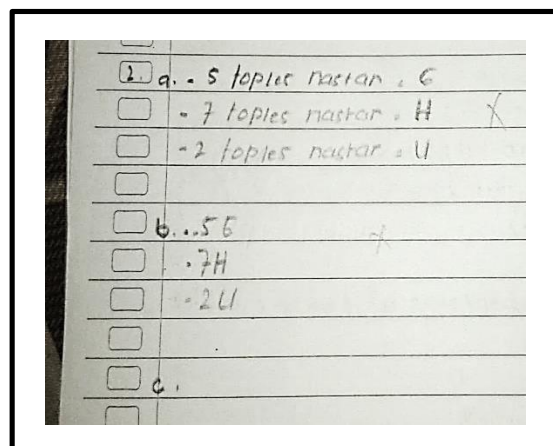 2. a. - 5 toples nastar = G
- 7 toples nastar = H
- 2 toples nastar = U
b. - 5G
- 7H
- 2U
c.